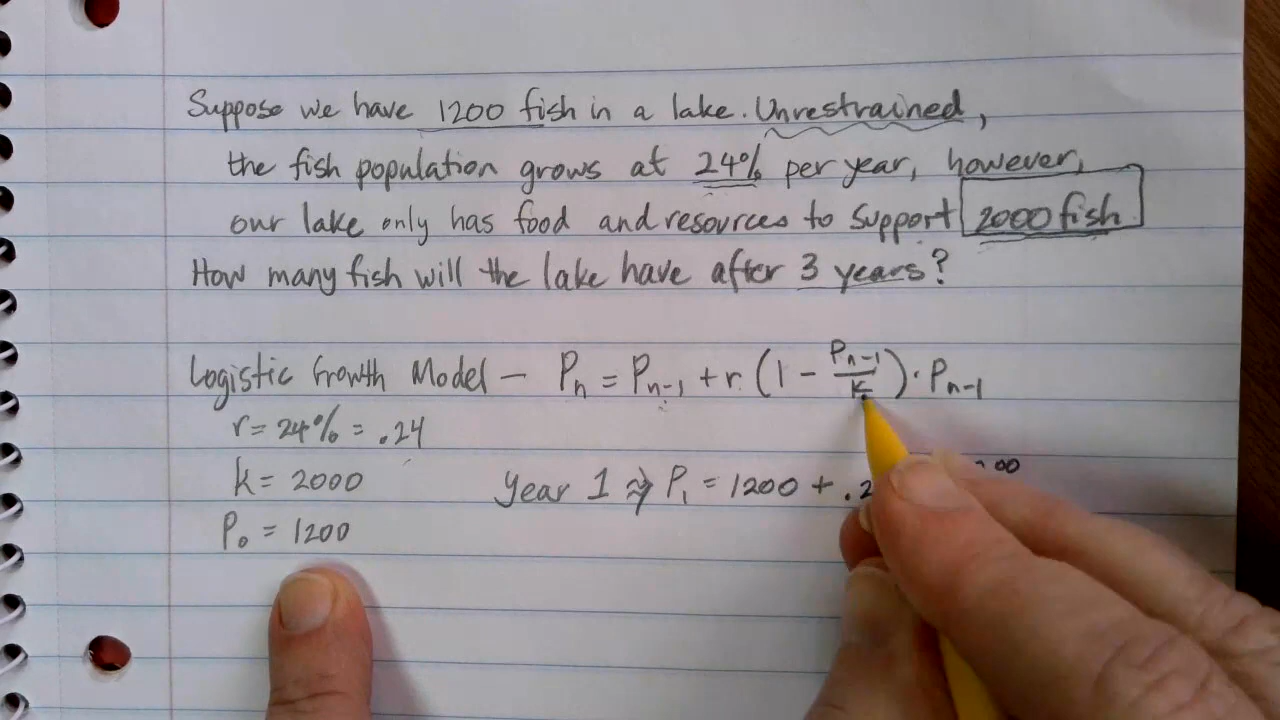 Suppose we have 1200 fish in a lake. Unrestrained,
the fish population grows at 24% per year, however,
our lake only has food and resources to support 2000 fish
How many fish will the lake have after 3 years?
Logistic Growth Model – Pₙ = Pₙ₋₁ + r (1 - Pₙ₋₁/K) · Pₙ₋₁
r = 24% = .24
K = 2000
Year 1 ⇒ P₁ = 1200 + .2
P₀ = 1200